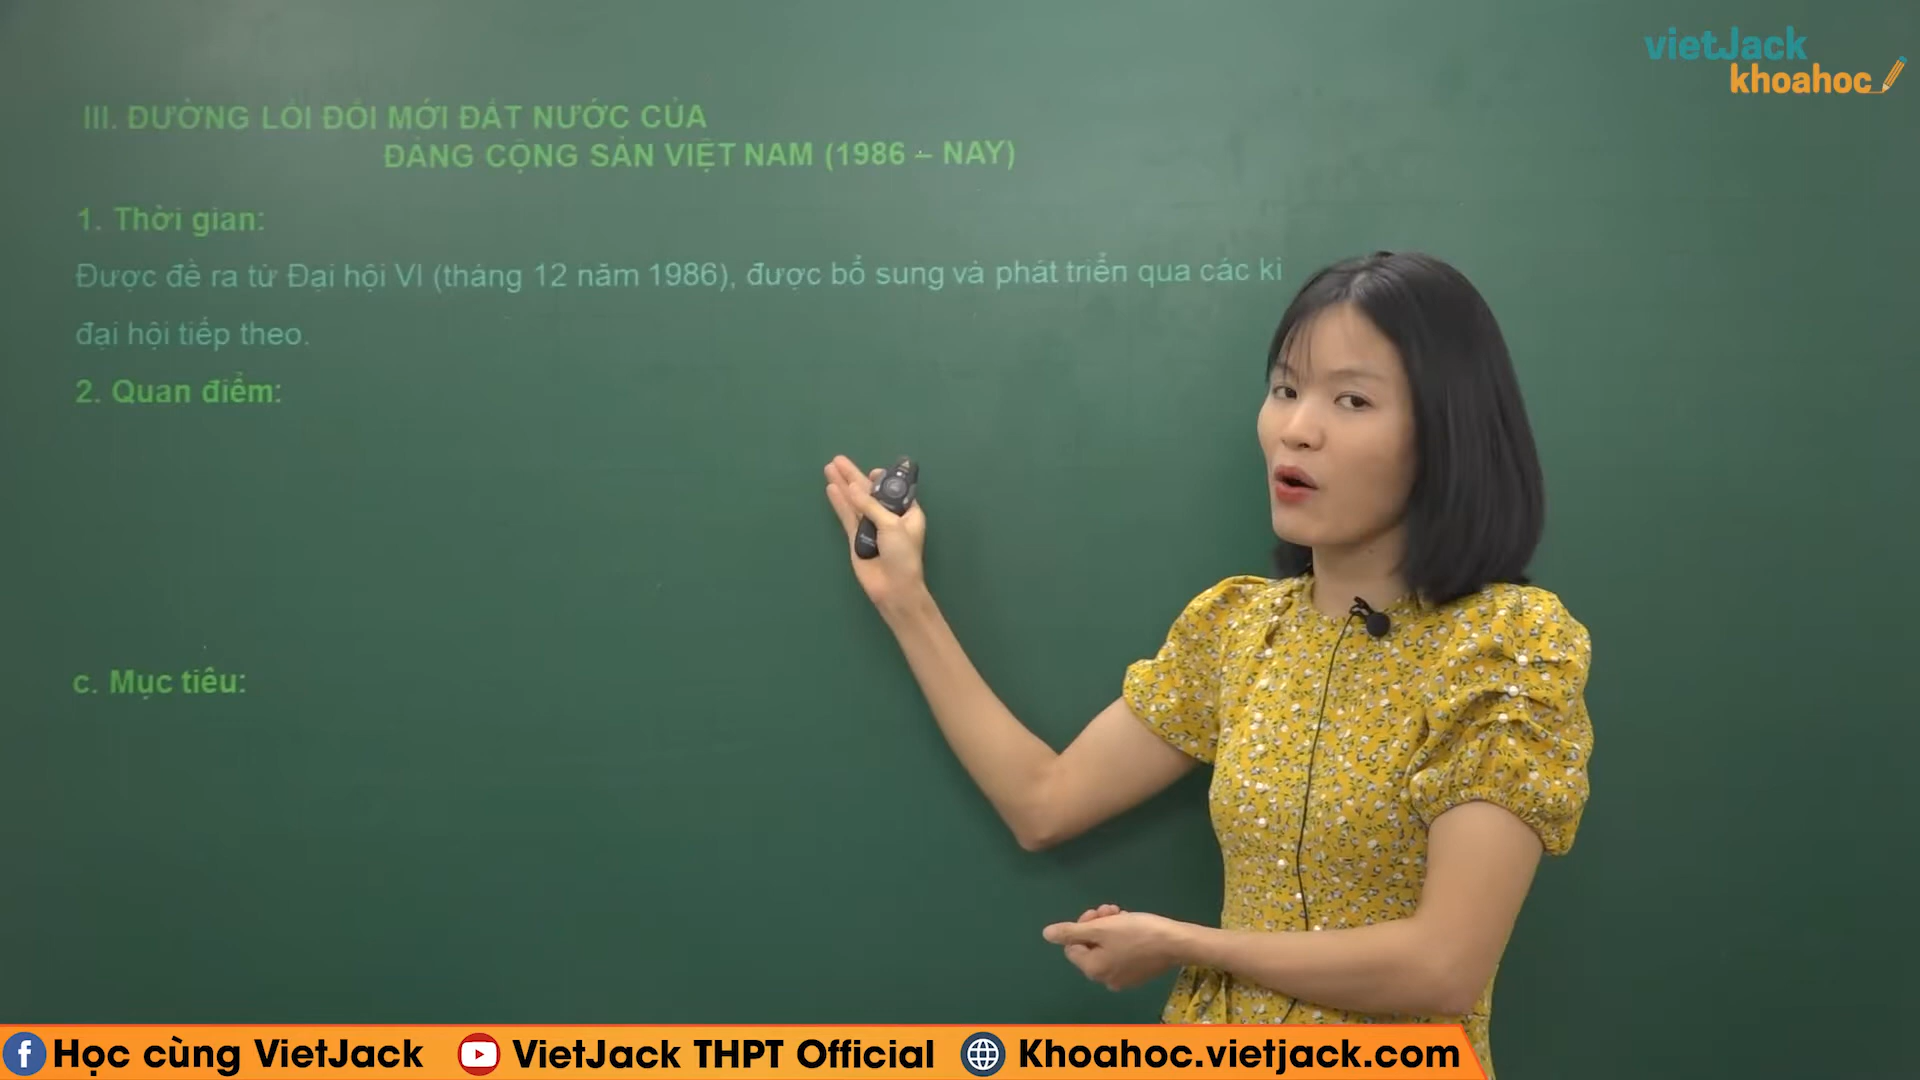 vietJack
khoahoc
III. ĐƯỜNG LỐI ĐỔI MỚI ĐẤT NƯỚC CỦA
ĐẢNG CỘNG SẢN VIỆT NAM (1986 – NAY)
1. Thời gian:
Được đề ra từ Đại hội VI (tháng 12 năm 1986), được bổ sung và phát triển qua các kì
đại hội tiếp theo.
2. Quan điểm:
c. Mục tiêu:
Học cùng VietJack
VietJack THPT Official
Khoahoc.vietjack.com